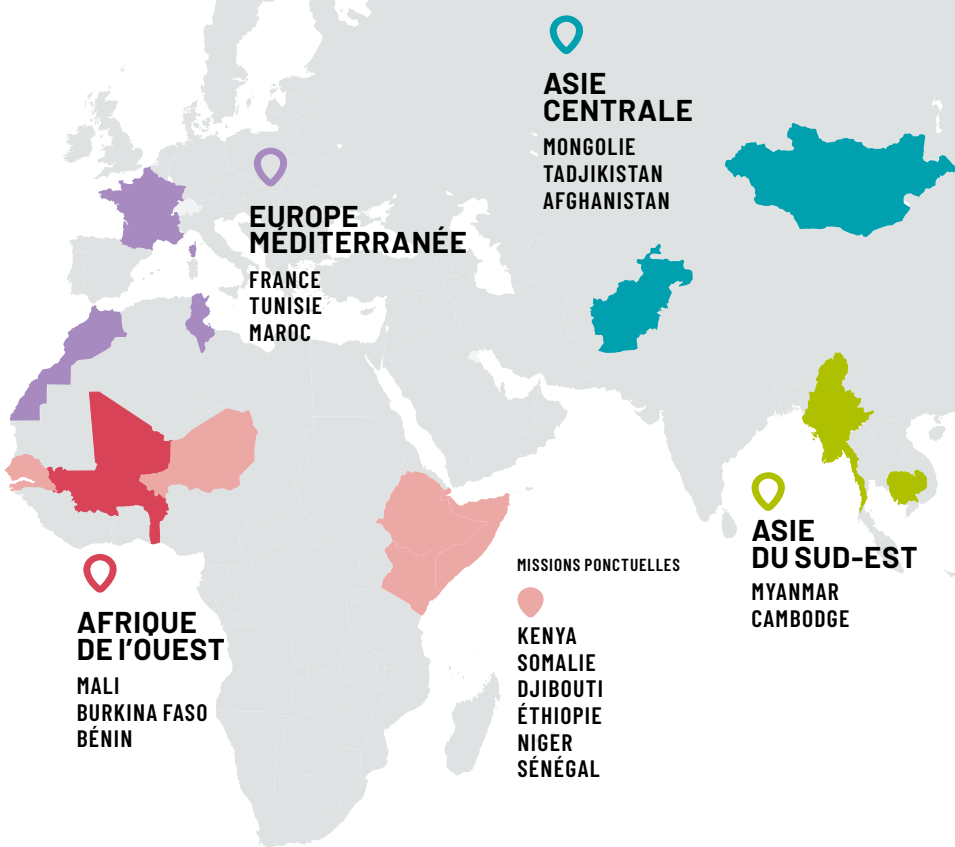 ASIE
CENTRALE
MONGOLIE
TADJIKISTAN
AFGHANISTAN
EUROPE
MÉDITERRANÉE
FRANCE
TUNISIE
MAROC
ASIE
DU SUD-EST
MYANMAR
CAMBODGE
AFRIQUE
DE l’OUEST
MALI
BURKINA FASO
BÉNIN
MISSIONS PONCTUELLES
KENYA
SOMALIE
DJIBOUTI
ÉTHIOPIE
NIGER
SÉNÉGAL